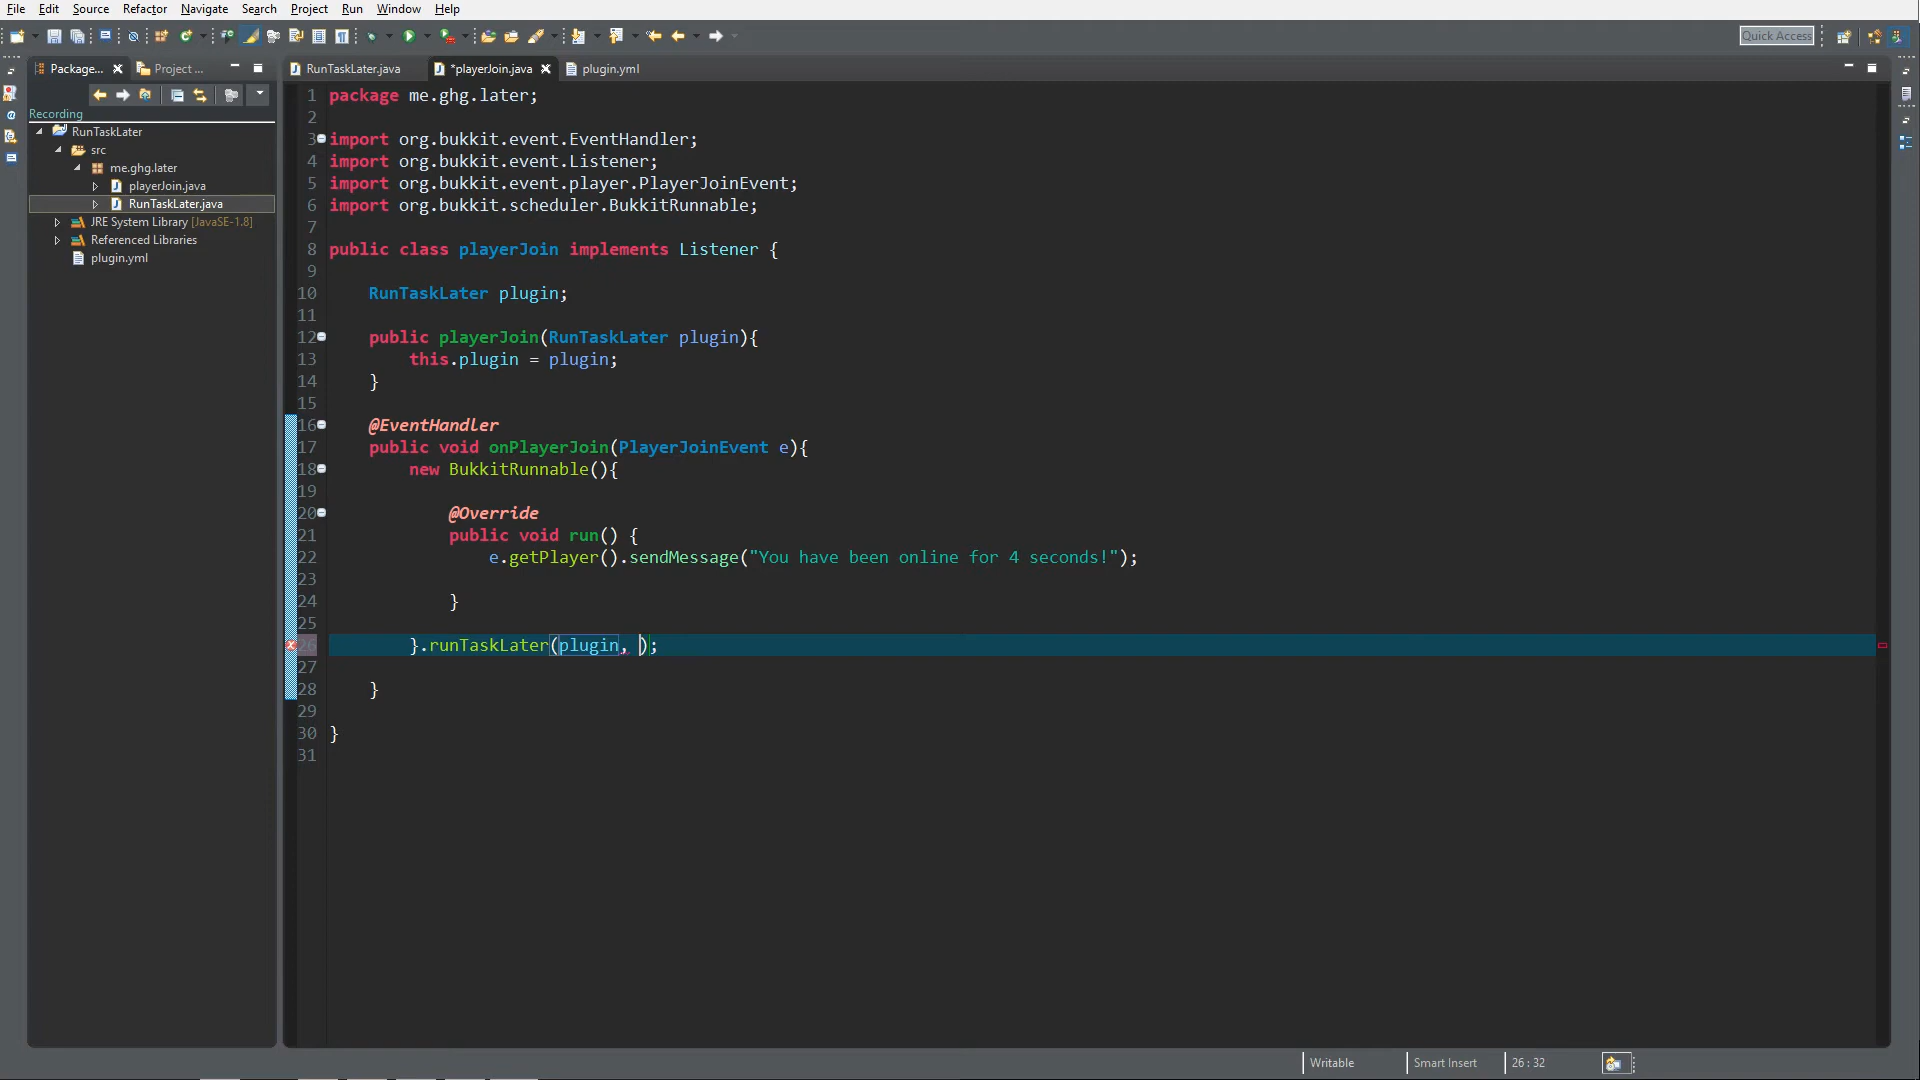 File Edit Source Refactor Navigate Search Project Run Window Help
Quick Access
Package... Project ...
RunTaskLater.java *playerJoin.java plugin.yml
Recording
RunTaskLater
src
me.ghg.later
playerJoin.java
RunTaskLater.java
JRE System Library [JavaSE-1.8]
Referenced Libraries
plugin.yml
1 package me.ghg.later;
2
3 import org.bukkit.event.EventHandler;
4 import org.bukkit.event.Listener;
5 import org.bukkit.event.player.PlayerJoinEvent;
6 import org.bukkit.scheduler.BukkitRunnable;
7
8 public class playerJoin implements Listener {
9
10 RunTaskLater plugin;
11
12 public playerJoin(RunTaskLater plugin){
13 this.plugin = plugin;
14 }
15
16 @EventHandler
17 public void onPlayerJoin(PlayerJoinEvent e){
18 new BukkitRunnable(){
19
20 @Override
21 public void run() {
22 e.getPlayer().sendMessage("You have been online for 4 seconds!");
23
24 }
25
26 }.runTaskLater(plugin, );
27
28 }
29
30 }
31
Writable Smart Insert 26 : 32